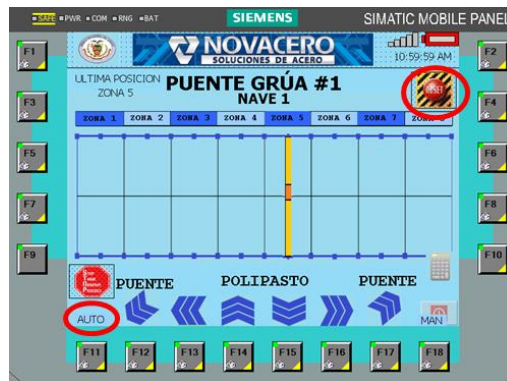 SAFE PWR COM RNG BAT
SIEMENS
SIMATIC MOBILE PANEL
F1
NOVACERO
SOLUCIONES DE ACERO
10:59:59 AM
F2
ULTIMA POSICION
ZONA 5
PUENTE GRÚA #1
NAVE 1
F3
F4
ZONA 1 ZONA 2 ZONA 3 ZONA 4 ZONA 5 ZONA 6 ZONA 7
F5
F6
F7
F8
F9
F10
PUENTE
POLIPASTO
PUENTE
AUTO
MAN
F11
F12
F13
F14
F15
F16
F17
F18